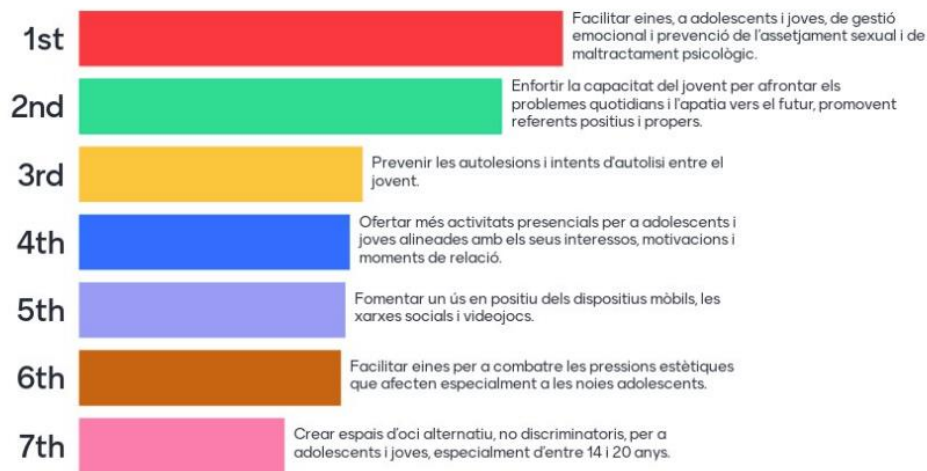 1st
Facilitar eines, a adolescents i joves, de gestió
emocional i prevenció de l'assetjament sexual i de
maltractament psicològic.
2nd
Enfortir la capacitat del jovent per afrontar els
problemes quotidians i l'apatia vers el futur, promovent
referents positius i propers.
3rd
Prevenir les autolesions i intents d'autolisi entre el
jovent.
4th
Ofertar més activitats presencials per a adolescents i
joves alineades amb els seus interessos, motivacions i
moments de relació.
5th
Fomentar un ús en positiu dels dispositius mòbils, les
xarxes socials i videojocs.
6th
Facilitar eines per a combatre les pressions estètiques
que afecten especialment a les noies adolescents.
7th
Crear espais d'oci alternatiu, no discriminatoris, per a
adolescents i joves, especialment d'entre 14 i 20 anys.